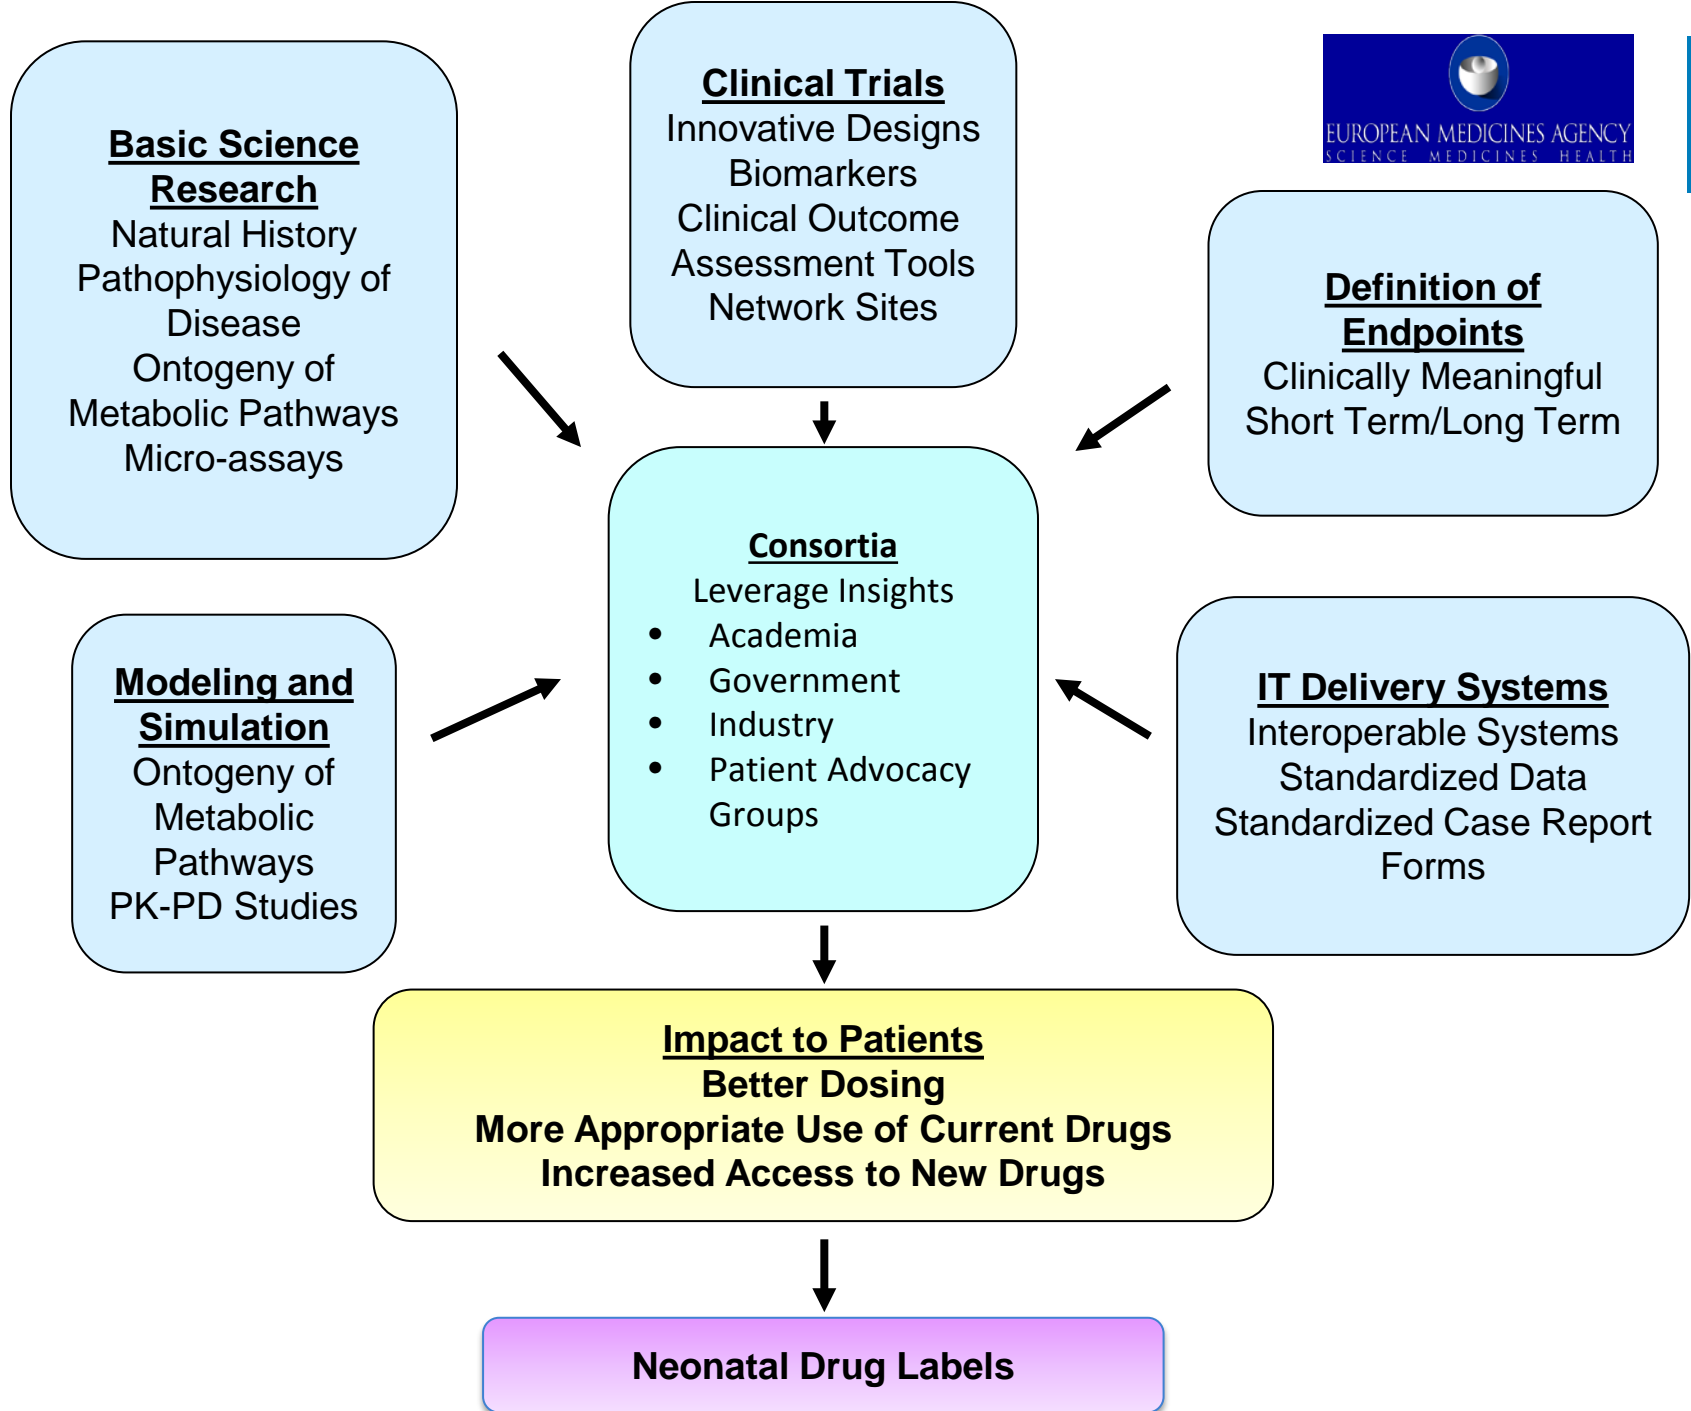 Basic Science
Research
Natural History
Pathophysiology of
Disease
Ontogeny of
Metabolic Pathways
Micro-assays
Clinical Trials
Innovative Designs
Biomarkers
Clinical Outcome
Assessment Tools
Network Sites
EUROPEAN MEDICINES AGENCY
SCIENCE MEDICINES HEALTH
Definition of
Endpoints
Clinically Meaningful
Short Term/Long Term
Modeling and
Simulation
Ontogeny of
Metabolic
Pathways
PK-PD Studies
Consortia
Leverage Insights
• Academia
• Government
• Industry
• Patient Advocacy
Groups
IT Delivery Systems
Interoperable Systems
Standardized Data
Standardized Case Report
Forms
Impact to Patients
Better Dosing
More Appropriate Use of Current Drugs
Increased Access to New Drugs
Neonatal Drug Labels